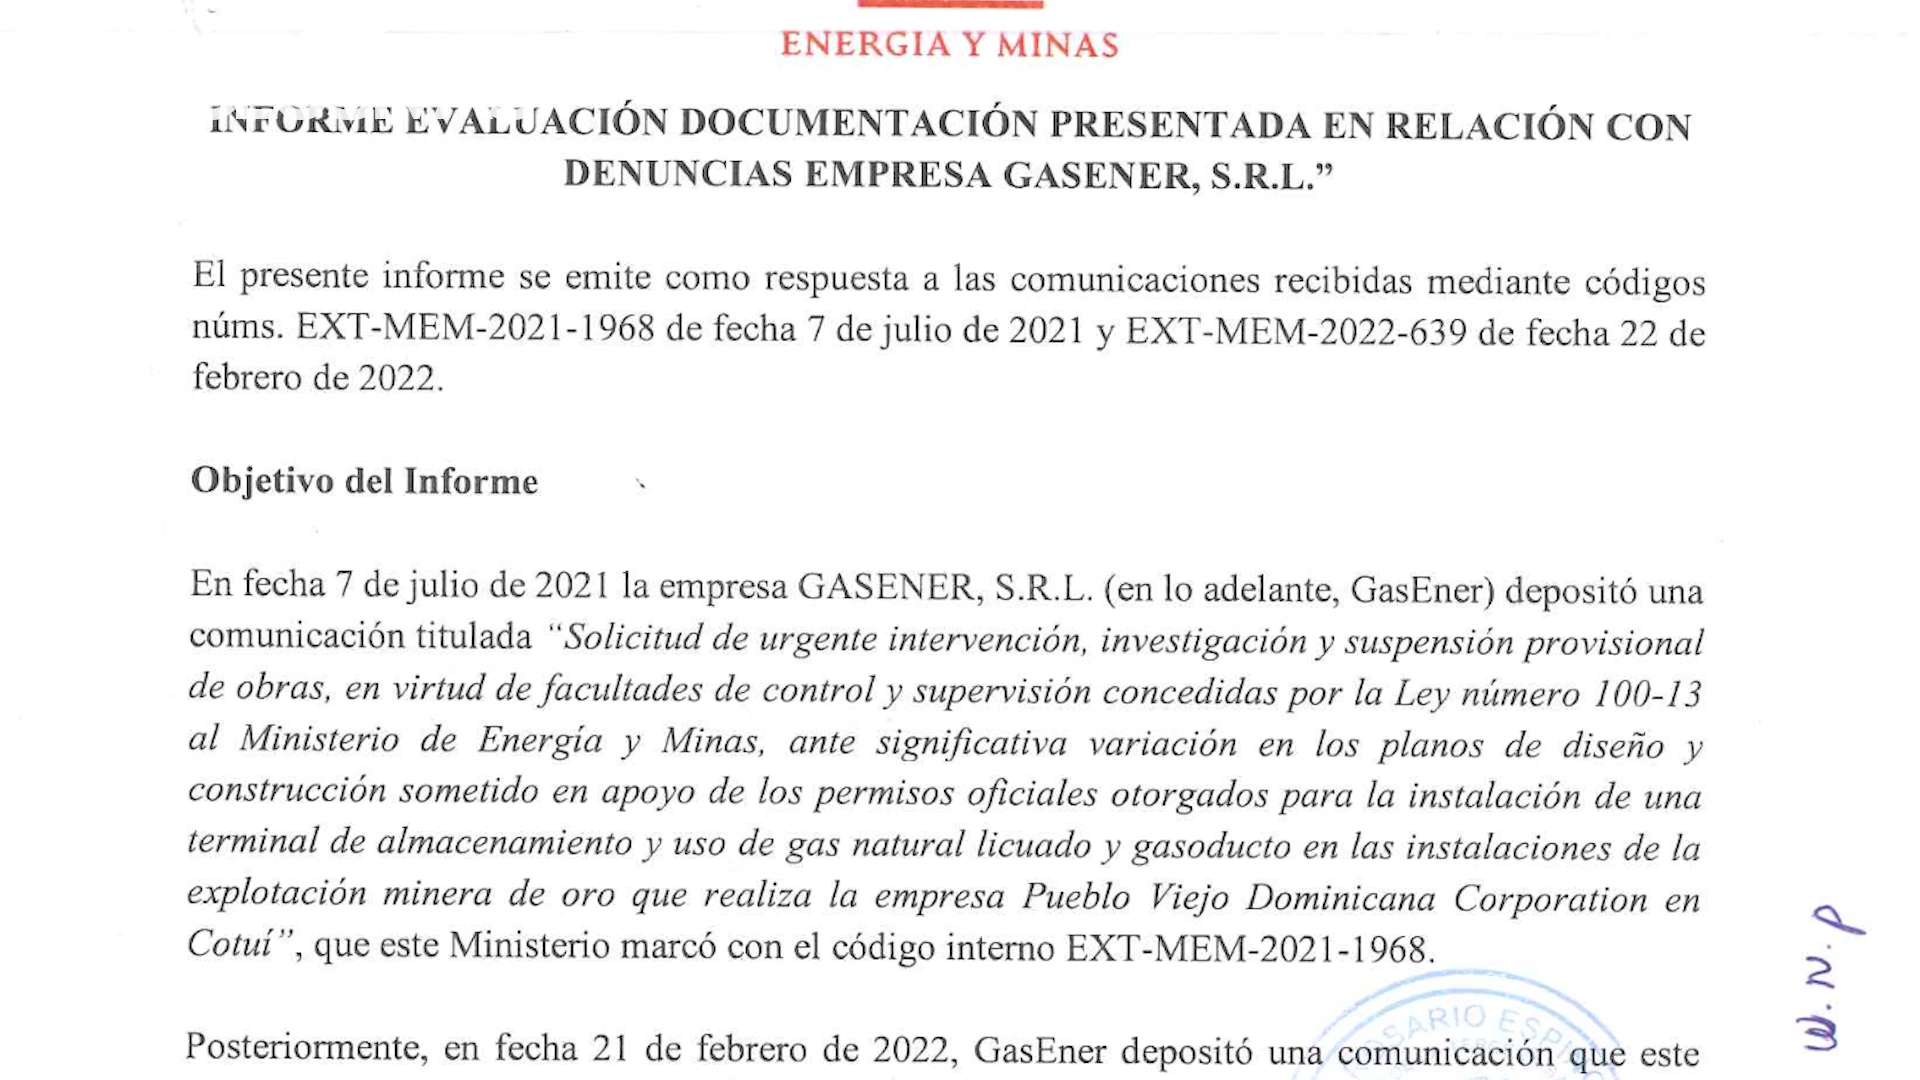 ENERGIA Y MINAS
INFORME EVALUACIÓN DOCUMENTACIÓN PRESENTADA EN RELACIÓN CON
DENUNCIAS EMPRESA GASENER, S.R.L.”
El presente informe se emite como respuesta a las comunicaciones recibidas mediante códigos
núms. EXT-MEM-2021-1968 de fecha 7 de julio de 2021 y EXT-MEM-2022-639 de fecha 22 de
febrero de 2022.
Objetivo del Informe
En fecha 7 de julio de 2021 la empresa GASENER, S.R.L. (en lo adelante, GasEner) depositó una
comunicación titulada “Solicitud de urgente intervención, investigación y suspensión provisional
de obras, en virtud de facultades de control y supervisión concedidas por la Ley número 100-13
al Ministerio de Energía y Minas, ante significativa variación en los planos de diseño y
construcción sometido en apoyo de los permisos oficiales otorgados para la instalación de una
terminal de almacenamiento y uso de gas natural licuado y gasoducto en las instalaciones de la
explotación minera de oro que realiza la empresa Pueblo Viejo Dominicana Corporation en
Cotuí”, que este Ministerio marcó con el código interno EXT-MEM-2021-1968.
Posteriormente, en fecha 21 de febrero de 2022, GasEner depositó una comunicación que este
W.N.P